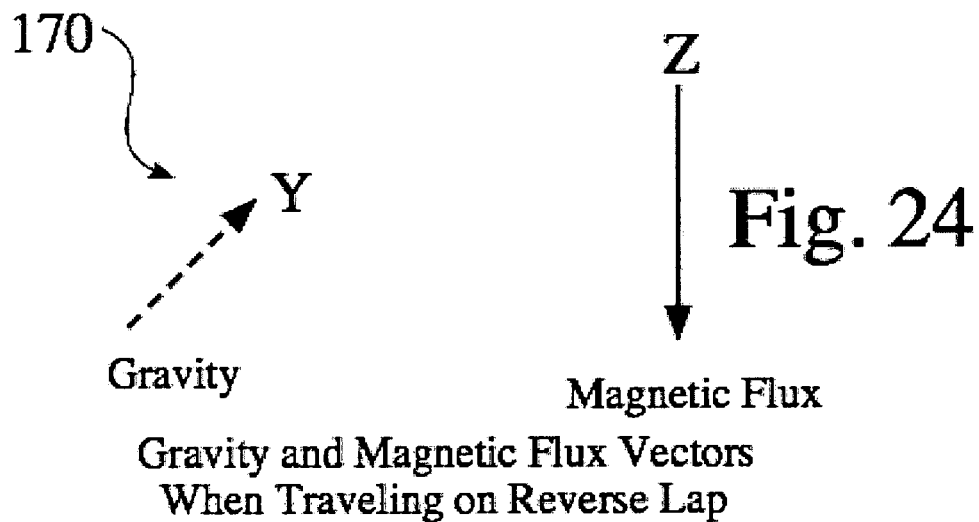 170
Z
Y
Fig. 24
Gravity
Magnetic Flux
Gravity and Magnetic Flux Vectors
When Traveling on Reverse Lap